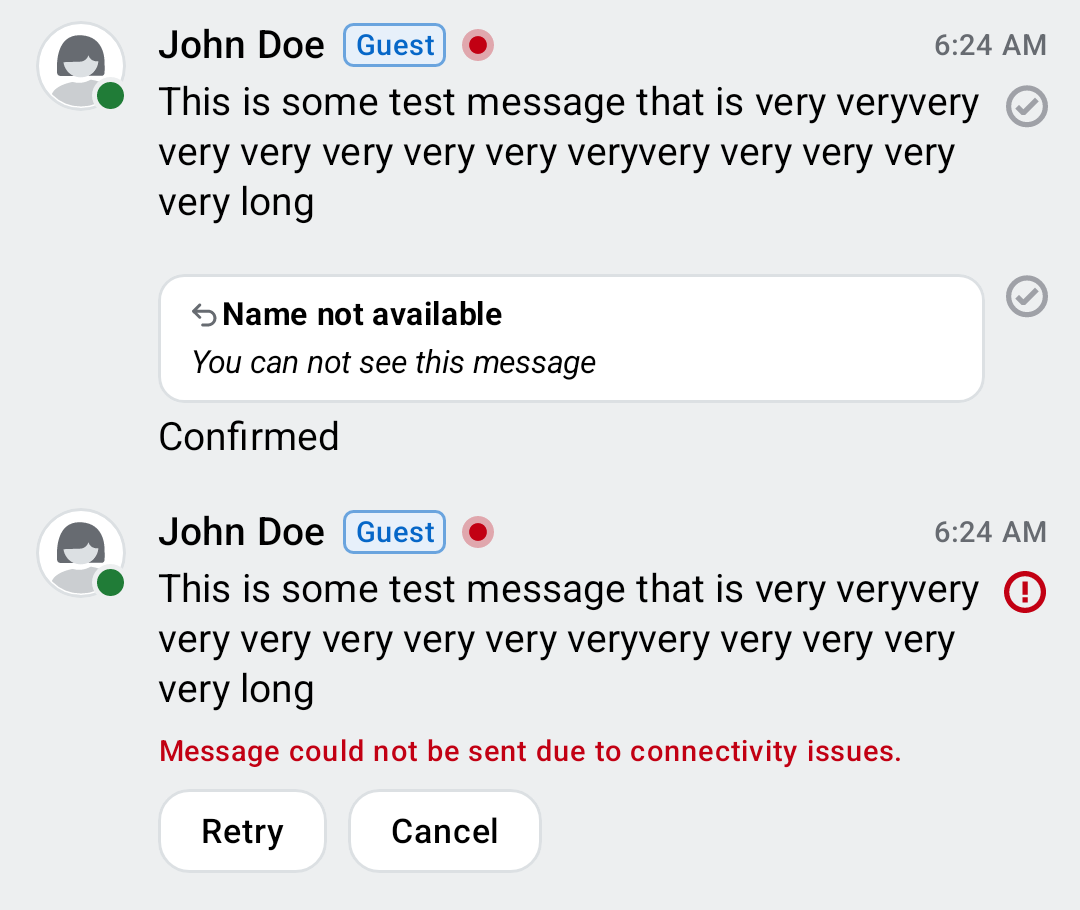 John Doe Guest 6:24 AM
This is some test message that is very veryvery
very very very very very veryvery very very very
very long
Name not available
You can not see this message
Confirmed
John Doe Guest 6:24 AM
This is some test message that is very veryvery
very very very very very veryvery very very very
very long
Message could not be sent due to connectivity issues.
Retry Cancel